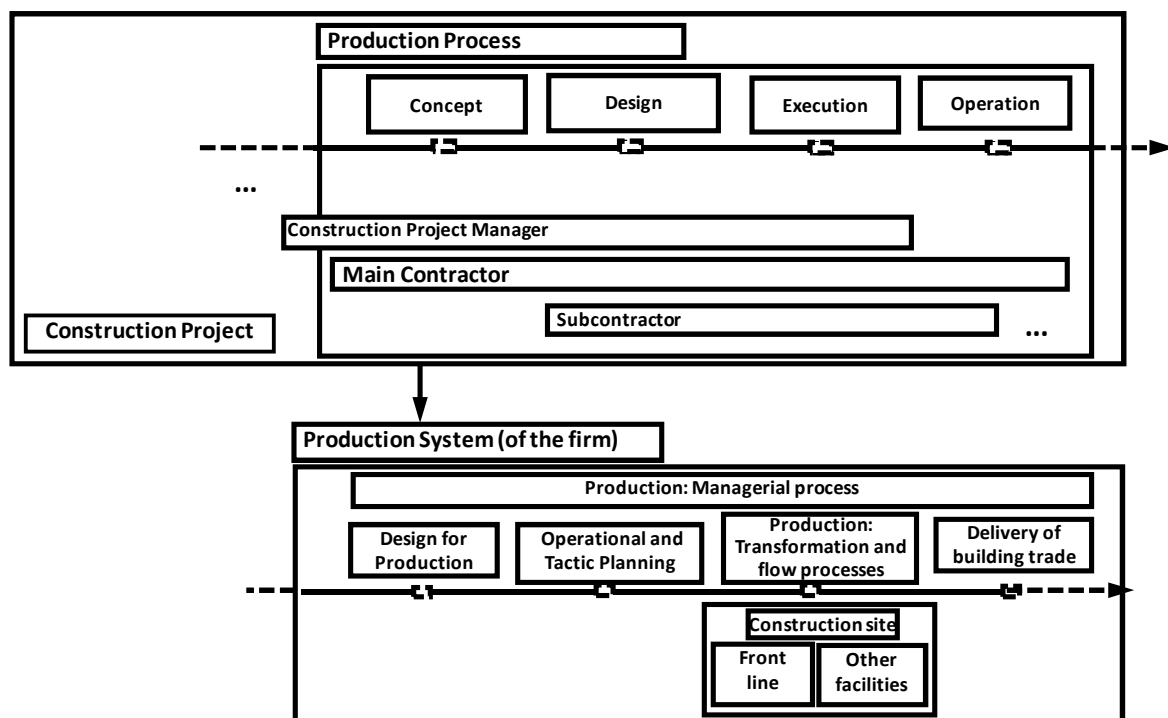 Production Process
Concept
Design
Execution
Operation
...
Construction Project Manager
Main Contractor
Subcontractor
...
Construction Project
Production System (of the firm)
Production: Managerial process
Design for
Production
Operational and
Tactic Planning
Production:
Transformation and
flow processes
Delivery of
building trade
Construction site
Front
line
Other
facilities